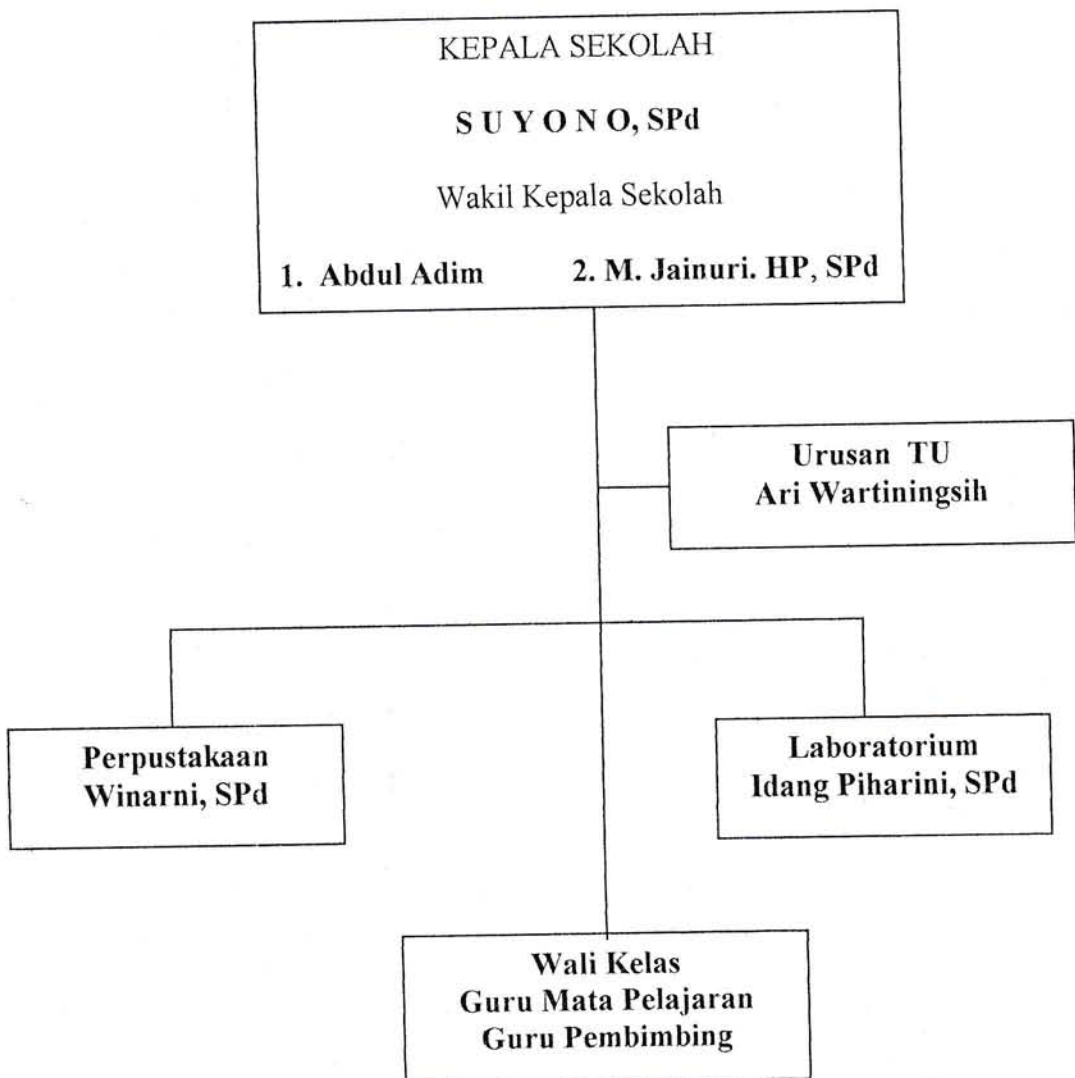 KEPALA SEKOLAH
S U Y O N O, SPd
Wakil Kepala Sekolah
1. Abdul Adim 2. M. Jainuri. HP, SPd
Urusan TU
Ari Wartiningsih
Perpustakaan
Winarni, SPd
Laboratorium
Idang Piharini, SPd
Wali Kelas
Guru Mata Pelajaran
Guru Pembimbing